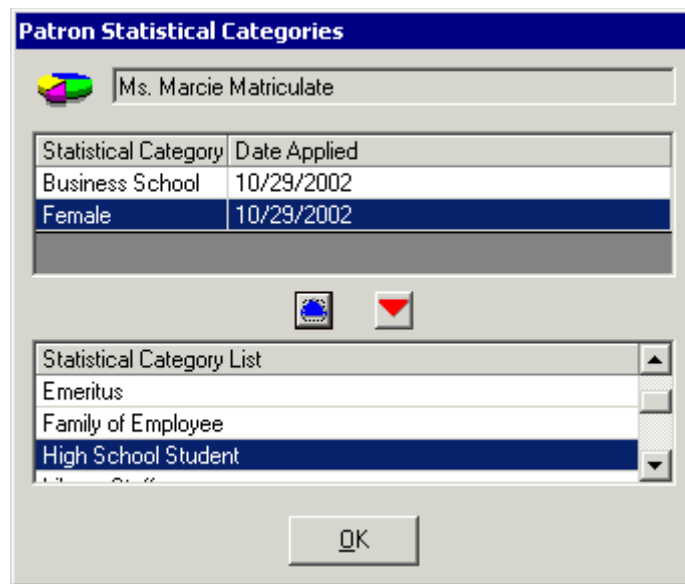 Patron Statistical Categories
Ms. Marcie Matriculate
Statistical Category Date Applied
Business School 10/29/2002
Female 10/29/2002
Statistical Category List
Emeritus
Family of Employee
High School Student
OK